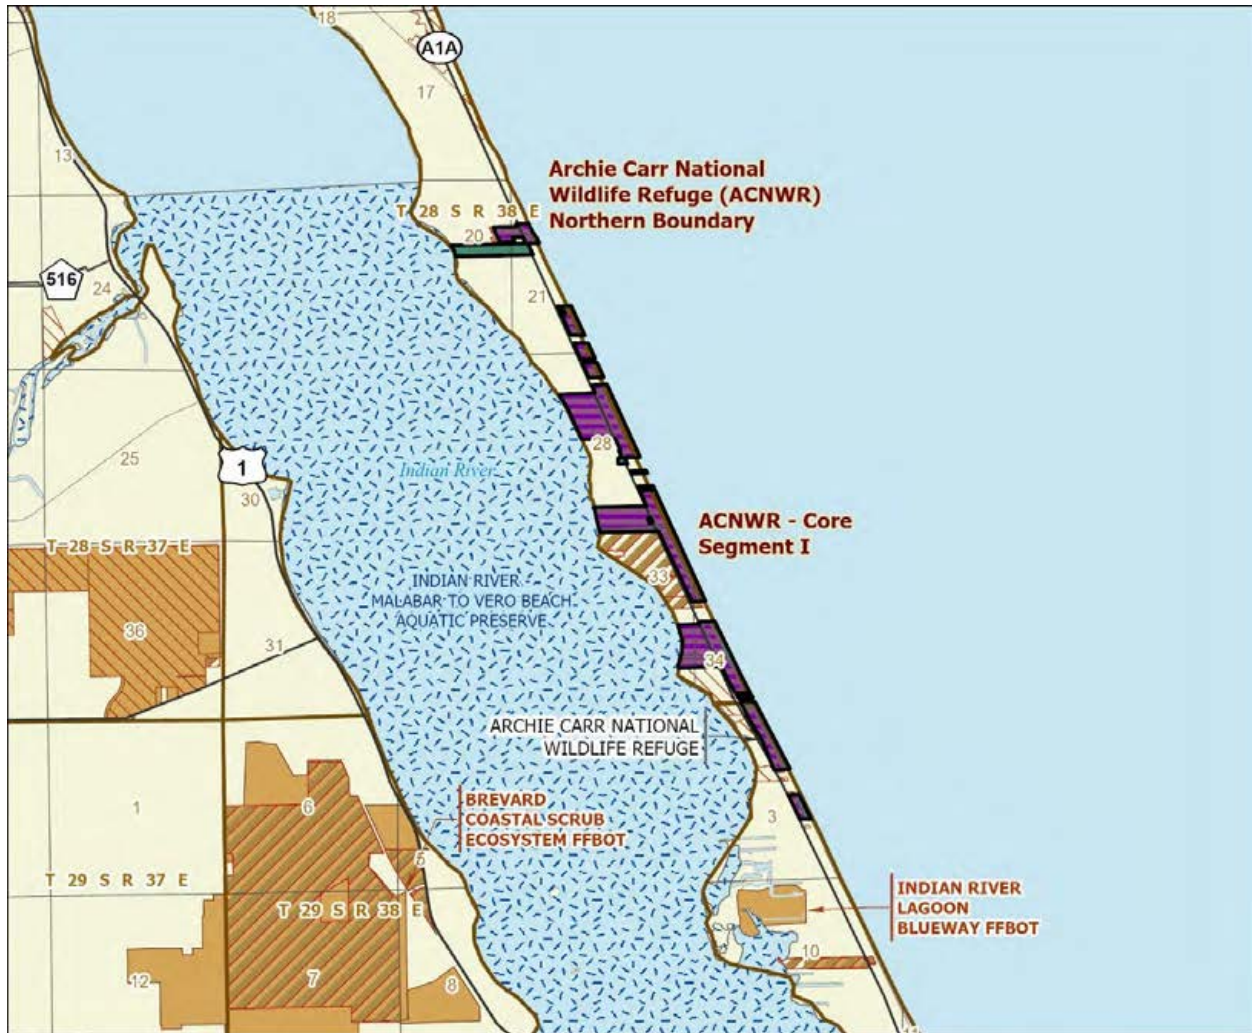 18
A1A
17
13
Archie Carr National
Wildlife Refuge (ACNWR)
Northern Boundary
T 28 S R 38 E
20
516
24
21
28
25
1
Indian River
30
ACNWR - Core
Segment I
T 28 S R 37 E
33
INDIAN RIVER -
MALABAR TO VERO BEACH
AQUATIC PRESERVE
36
31
34
ARCHIE CARR NATIONAL
WILDLIFE REFUGE
1
6
BREVARD
COASTAL SCRUB
ECOSYSTEM FFBOT
3
5
T 29 S R 37 E
INDIAN RIVER
LAGOON
BLUEWAY FFBOT
T 29 S R 38 E
10
12
7
8